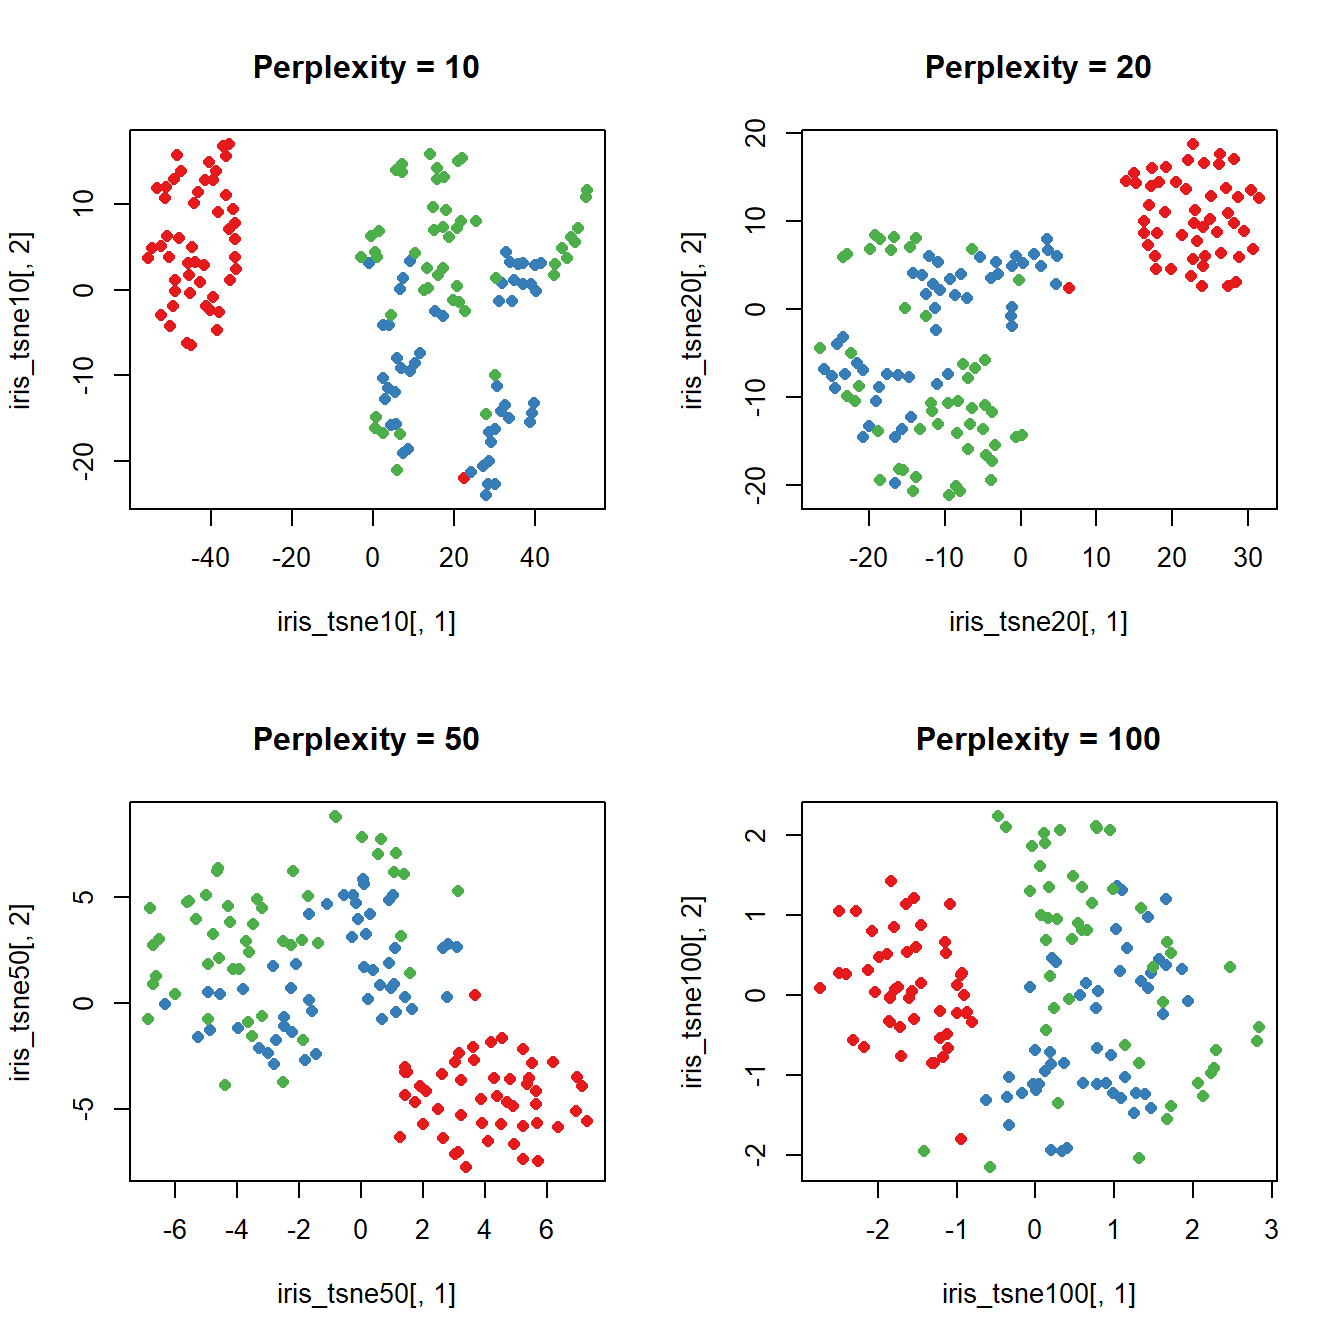 Perplexity = 10
iris_tsne10[, 2]
10
0
-10
-20
-40 -20 0 20 40
iris_tsne10[, 1]
Perplexity = 20
iris_tsne20[, 2]
20
10
0
-10
-20
-20 -10 0 10 20 30
iris_tsne20[, 1]
Perplexity = 50
iris_tsne50[, 2]
5
0
-5
-6 -4 -2 0 2 4 6
iris_tsne50[, 1]
Perplexity = 100
iris_tsne100[, 2]
2
1
0
-1
-2
-2 -1 0 1 2 3
iris_tsne100[, 1]